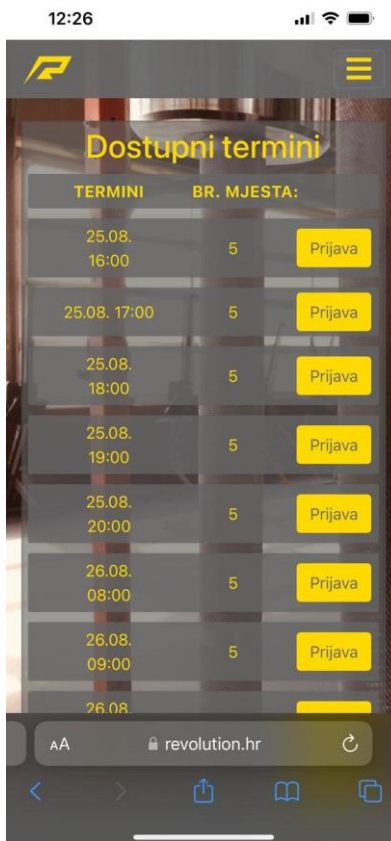 12:26
Dostupni termini
TERMINI BR. MJESTA:
25.08.
16:00 5 Prijava
25.08. 17:00 5 Prijava
25.08.
18:00 5 Prijava
25.08.
19:00 5 Prijava
25.08.
20:00 5 Prijava
26.08.
08:00 5 Prijava
26.08.
09:00 5 Prijava
26.08.
AA revolution.hr